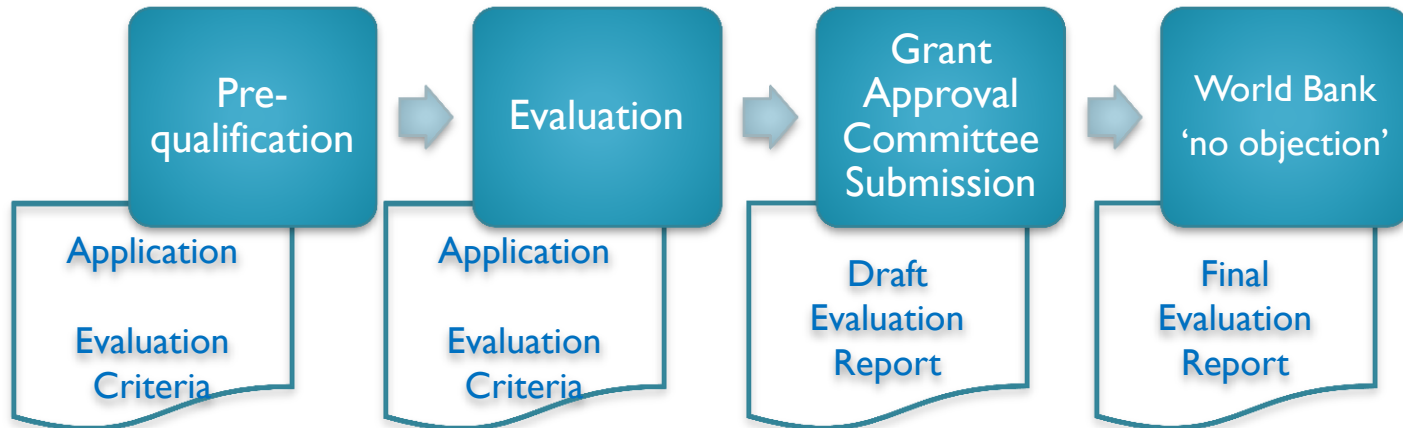 Pre-
qualification
Evaluation
Grant
Approval
Committee
Submission
World Bank
‘no objection’
Application
Evaluation
Criteria
Application
Evaluation
Criteria
Draft
Evaluation
Report
Final
Evaluation
Report